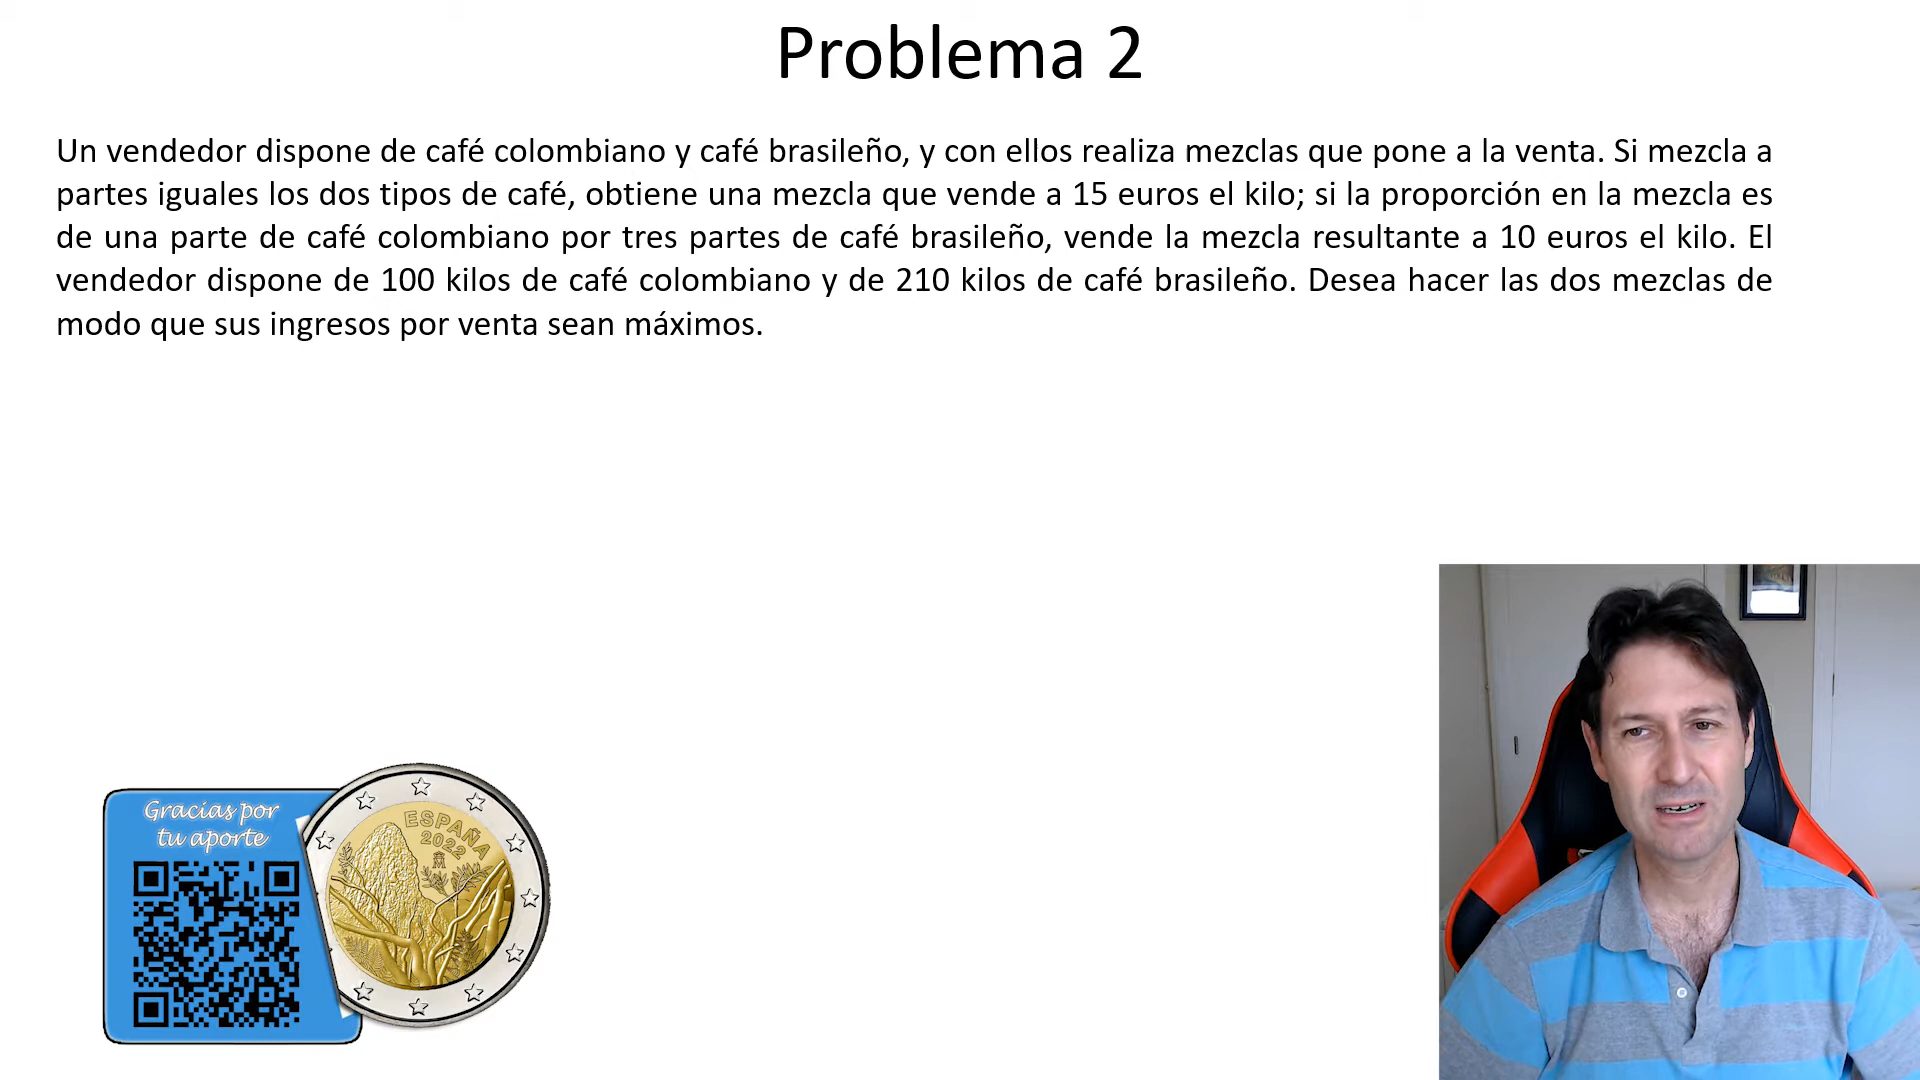 Problema 2
Un vendedor dispone de café colombiano y café brasileño, y con ellos realiza mezclas que pone a la venta. Si mezcla a
partes iguales los dos tipos de café, obtiene una mezcla que vende a 15 euros el kilo; si la proporción en la mezcla es
de una parte de café colombiano por tres partes de café brasileño, vende la mezcla resultante a 10 euros el kilo. El
vendedor dispone de 100 kilos de café colombiano y de 210 kilos de café brasileño. Desea hacer las dos mezclas de
modo que sus ingresos por venta sean máximos.
Gracias por
tu aporte
ESPAÑA
2022